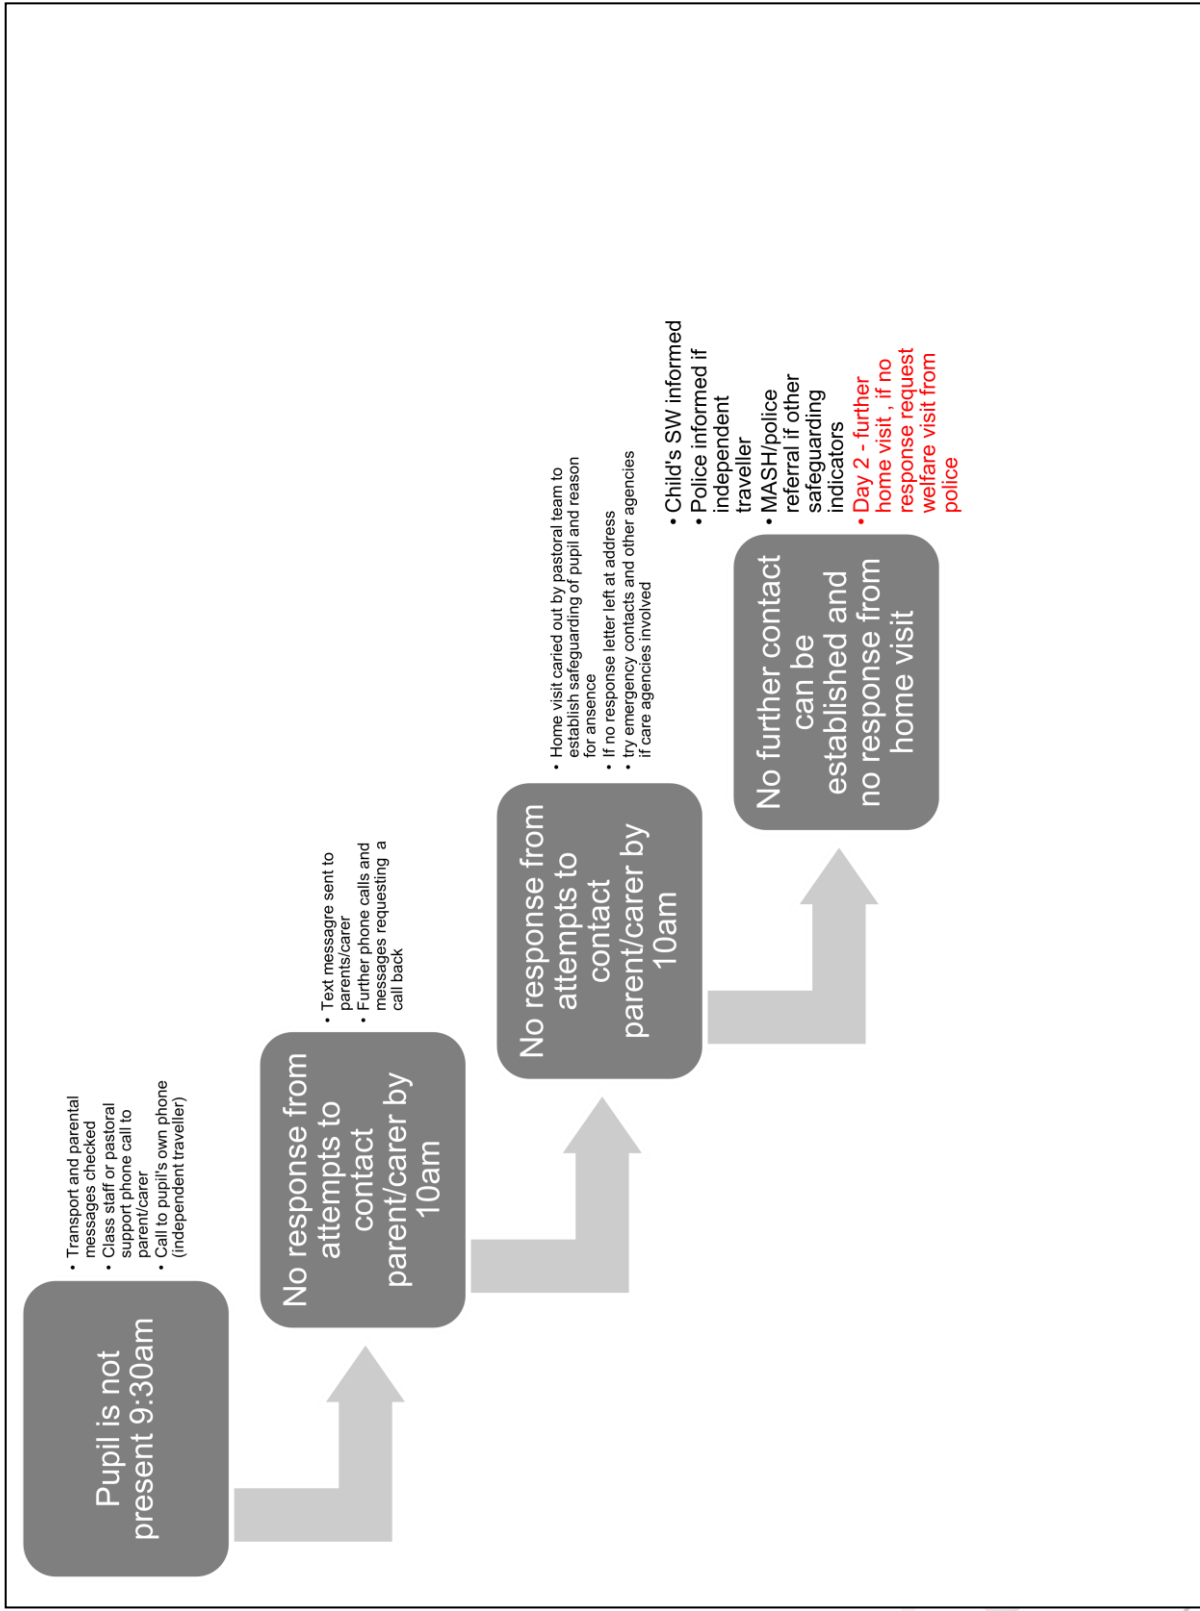 Pupil is not
present 9:30am
• Transport and parental
messages checked
• Class staff or pastoral
support phone call to
parent/carer
• Call to pupil's own phone
(independent traveller)
No response from
attempts to
contact
parent/carer by
10am
• Text messagre sent to
parents/carer
• Further phone calls and
messages requesting a
call back
No response from
attempts to
contact
parent/carer by
10am
• Home visit caried out by pastoral team to
establish safeguarding of pupil and reason
for ansence
• If no response letter left at address
• try emergency contacts and other agencies
if care agencies involved
No further contact
can be
established and
no response from
home visit
• Child's SW informed
• Police informed if
independent
traveller
• MASH/police
referral if other
safeguarding
indicators
• Day 2 - further
home visit , if no
response request
welfare visit from
police